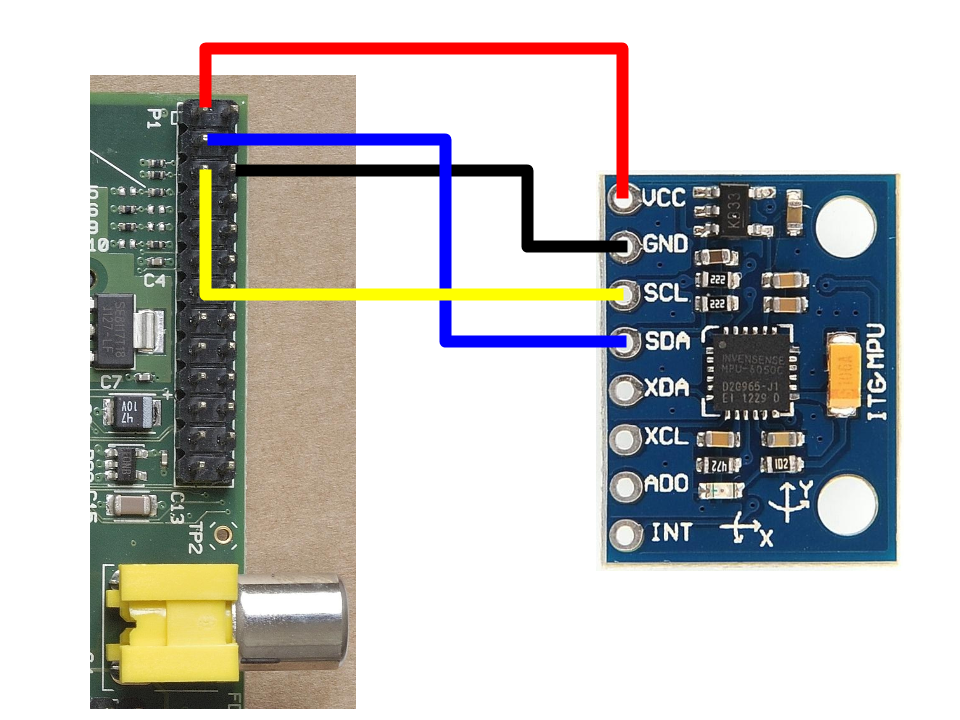 P1
C4
C7
47
10V
C13
TP2
K33
VCC
GND
SCL
SDA
XDA
XCL
ADO
INT
222
222
INVENSENSE
MPU-6050C
D2G965-J1
EI 1229 D
ITG/MPU
472
102
Y
X